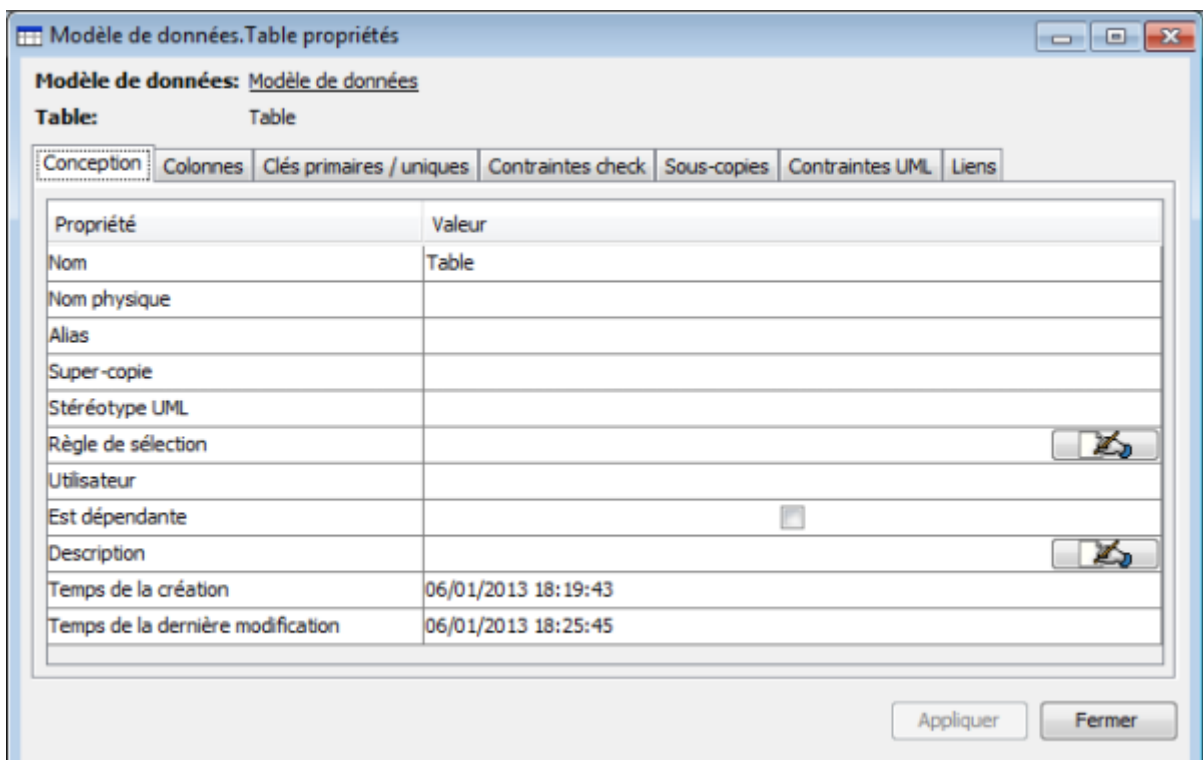 Modèle de données.Table propriétés
Modèle de données: Modèle de données
Table: Table
Conception Colonnes Clés primaires / uniques Contraintes check Sous-copies Contraintes UML Liens
Propriété Valeur
Nom Table
Nom physique
Alias
Super-copie
Stéréotype UML
Règle de sélection
Utilisateur
Est dépendante
Description
Temps de la création 06/01/2013 18:19:43
Temps de la dernière modification 06/01/2013 18:25:45
Appliquer Fermer